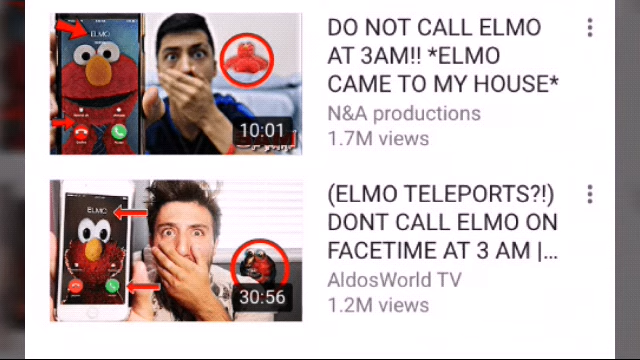 ELMO
10:01
DO NOT CALL ELMO
AT 3AM!! *ELMO
CAME TO MY HOUSE*
N&A productions
1.7M views
ELMO
30:56
(ELMO TELEPORTS?!)
DONT CALL ELMO ON
FACETIME AT 3 AM |...
AldosWorld TV
1.2M views